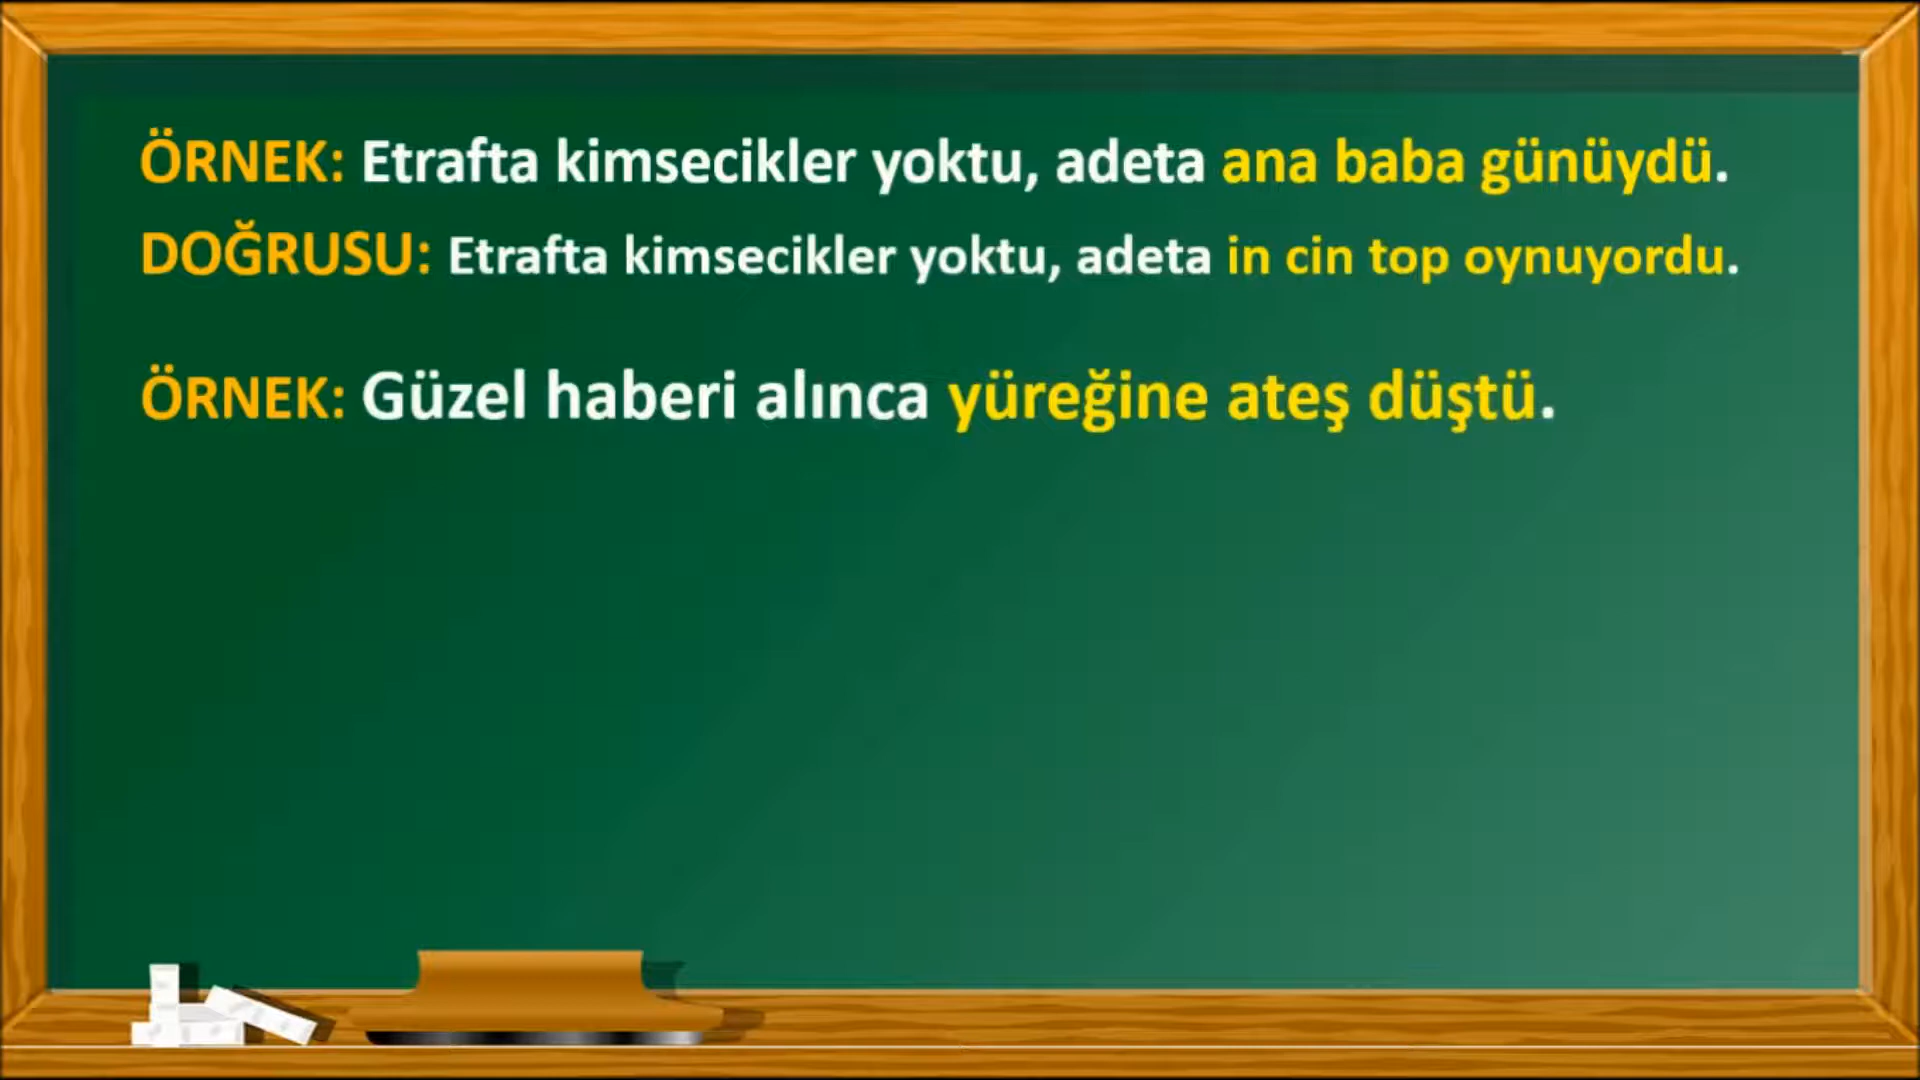 ÖRNEK: Etrafta kimsecikler yoktu, adeta ana baba günüydü.
DOĞRUSU: Etrafta kimsecikler yoktu, adeta in cin top oynuyordu.
ÖRNEK: Güzel haberi alınca yüreğine ateş düştü.